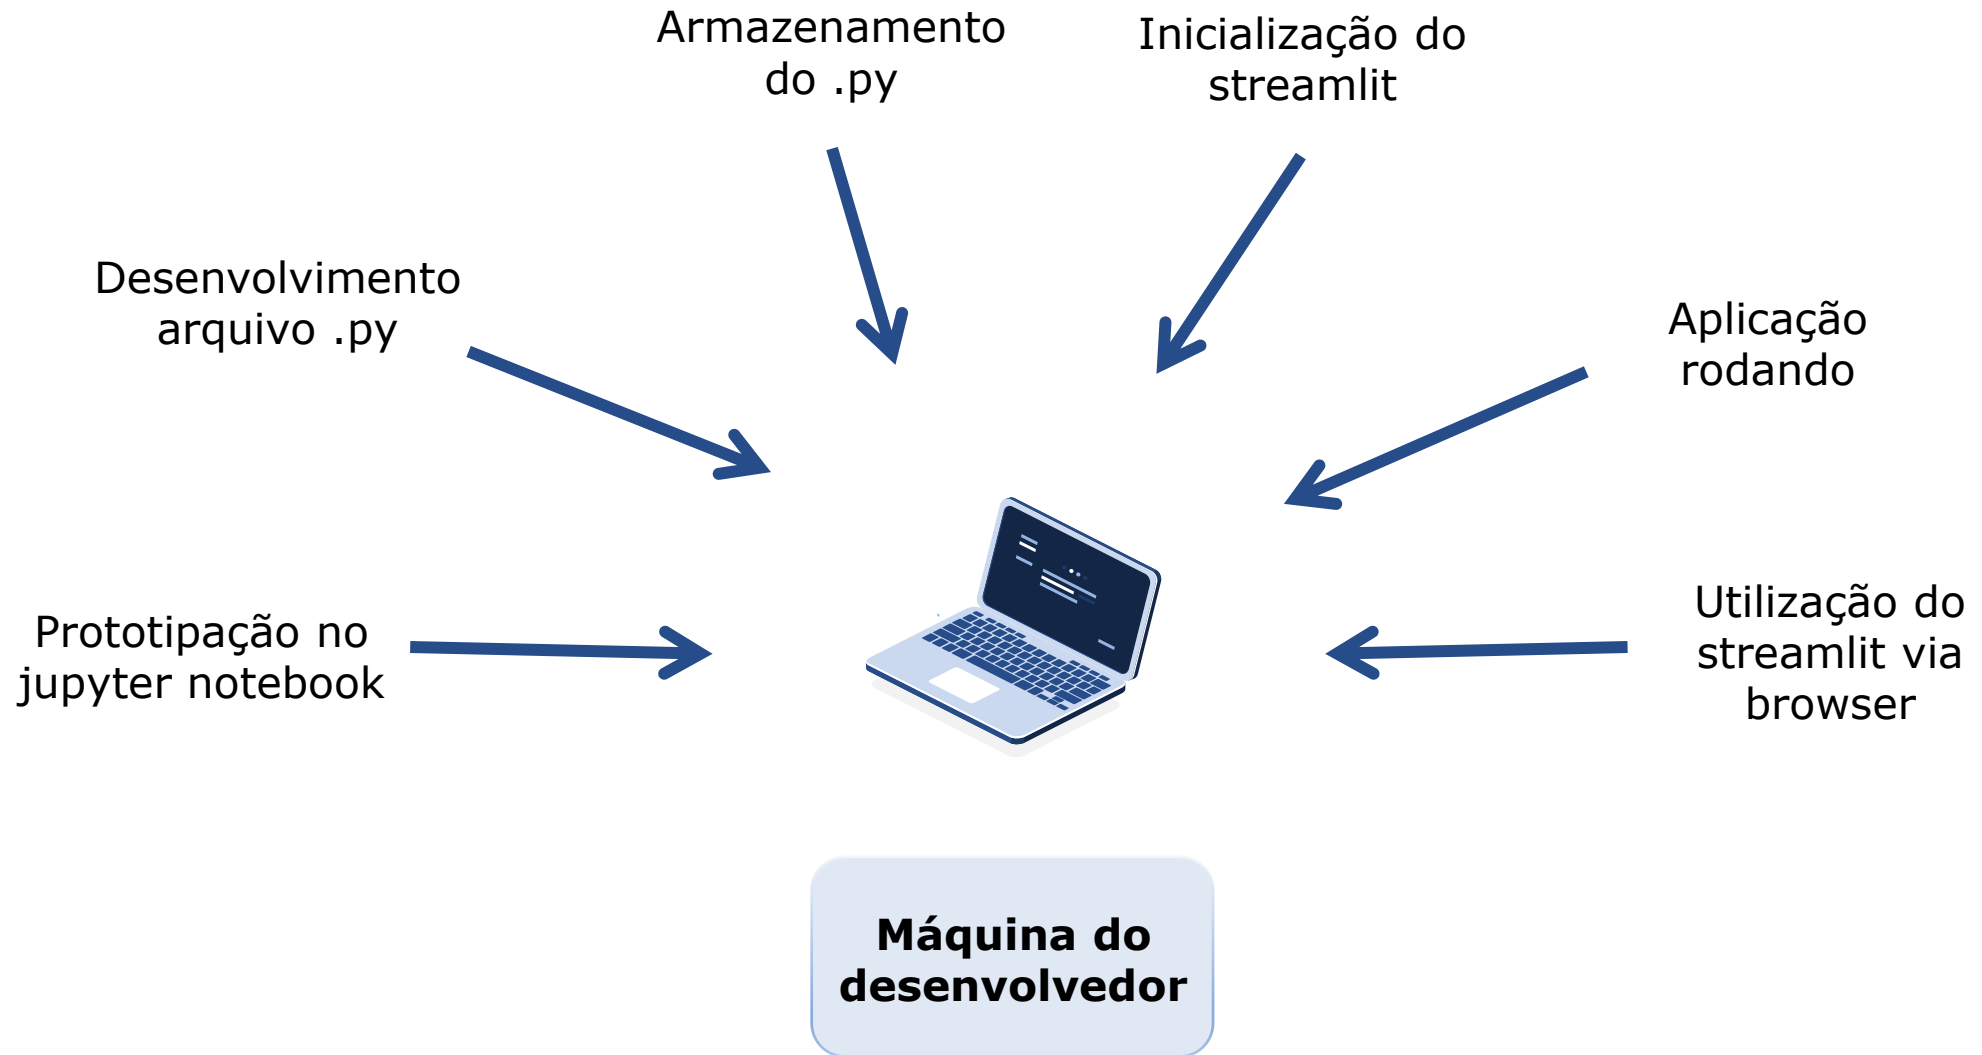 Armazenamento
do .py
Inicialização do
streamlit
Desenvolvimento
arquivo .py
Aplicação
rodando
Prototipação no
jupyter notebook
Utilização do
streamlit via
browser
Máquina do
desenvolvedor